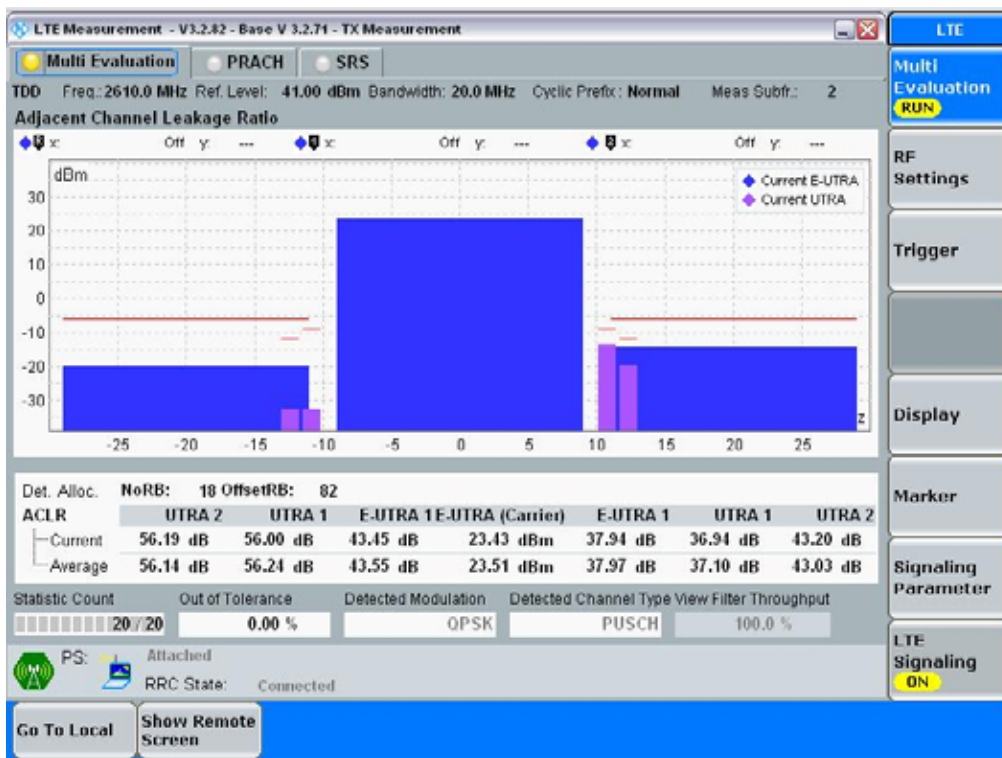 LTE Measurement - V3.2.82 - Base V 3.2.71 - TX Measurement
LTE
Multi Evaluation PRACH SRS
Multi
Evaluation
RUN
TDD Freq.: 2610.0 MHz Ref. Level: 41.00 dBm Bandwidth: 20.0 MHz Cyclic Prefix : Normal Meas Subfr.: 2
Adjacent Channel Leakage Ratio
x: Off y: --- x: Off y: --- x: Off y: ---
dBm
Current E-UTRA
Current UTRA
30
20
10
0
-10
-20
-30
z
-25 -20 -15 -10 -5 0 5 10 15 20 25
RF
Settings
Trigger
Display
Marker
Signaling
Parameter
LTE
Signaling
ON
Det. Alloc. NoRB: 18 OffsetRB: 82
ACLR UTRA 2 UTRA 1 E-UTRA 1 E-UTRA (Carrier) E-UTRA 1 UTRA 1 UTRA 2
Current 56.19 dB 56.00 dB 43.45 dB 23.43 dBm 37.94 dB 36.94 dB 43.20 dB
Average 56.14 dB 56.24 dB 43.55 dB 23.51 dBm 37.97 dB 37.10 dB 43.03 dB
Statistic Count Out of Tolerance Detected Modulation Detected Channel Type View Filter Throughput
20 / 20 0.00 % QPSK PUSCH 100.0 %
PS: Attached
RRC State: Connected
Go To Local
Show Remote
Screen